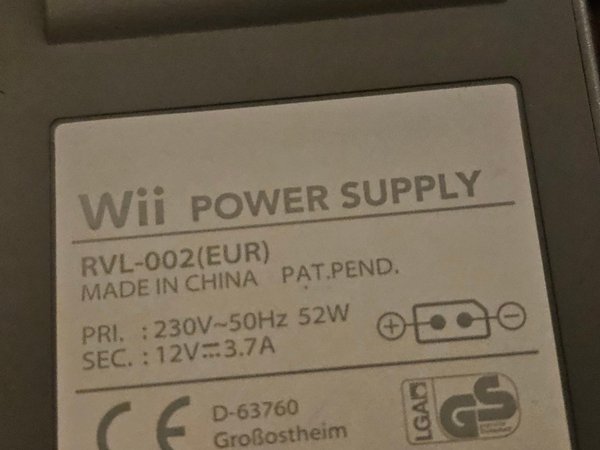 Wii POWER SUPPLY
RVL-002(EUR)
MADE IN CHINA PAT.PEND.
PRI. : 230V~50Hz 52W
SEC. : 12V⎓3.7A
+ -
CE D-63760
Großostheim
LGA GS